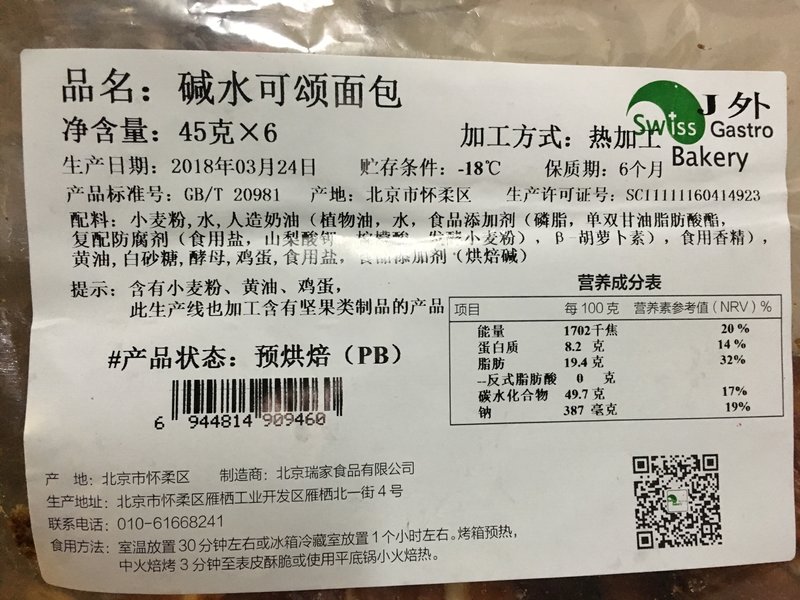 品名：碱水可颂面包
净含量：45克×6
加工方式：热加工
J外
Swiss Gastro
Bakery
生产日期：2018年03月24日 贮存条件：-18℃ 保质期：6个月
产品标准号：GB/T 20981 产地：北京市怀柔区 生产许可证号：SC11111160414923
配料：小麦粉,水,人造奶油（植物油，水，食品添加剂（磷脂，单双甘油脂肪酸酯，
复配防腐剂（食用盐，山梨酸钾，柠檬酸，发酵小麦粉），β-胡萝卜素），食用香精），
黄油,白砂糖,酵母,鸡蛋,食用盐，食品添加剂（烘焙碱）
提示：含有小麦粉、黄油、鸡蛋，
此生产线也加工含有坚果类制品的产品
#产品状态：预烘焙（PB）
6 944814 909460
营养成分表
项目 每100克 营养素参考值（NRV）%
能量 1702千焦 20%
蛋白质 8.2 克 14%
脂肪 19.4 克 32%
--反式脂肪酸 0 克
碳水化合物 49.7 克 17%
钠 387 毫克 19%
产 地：北京市怀柔区 制造商：北京瑞家食品有限公司
生产地址：北京市怀柔区雁栖工业开发区雁栖北一街4号
联系电话：010-61668241
食用方法：室温放置30分钟左右或冰箱冷藏室放置1个小时左右。烤箱预热，
中火焙烤3分钟至表皮酥脆或使用平底锅小火焙热。